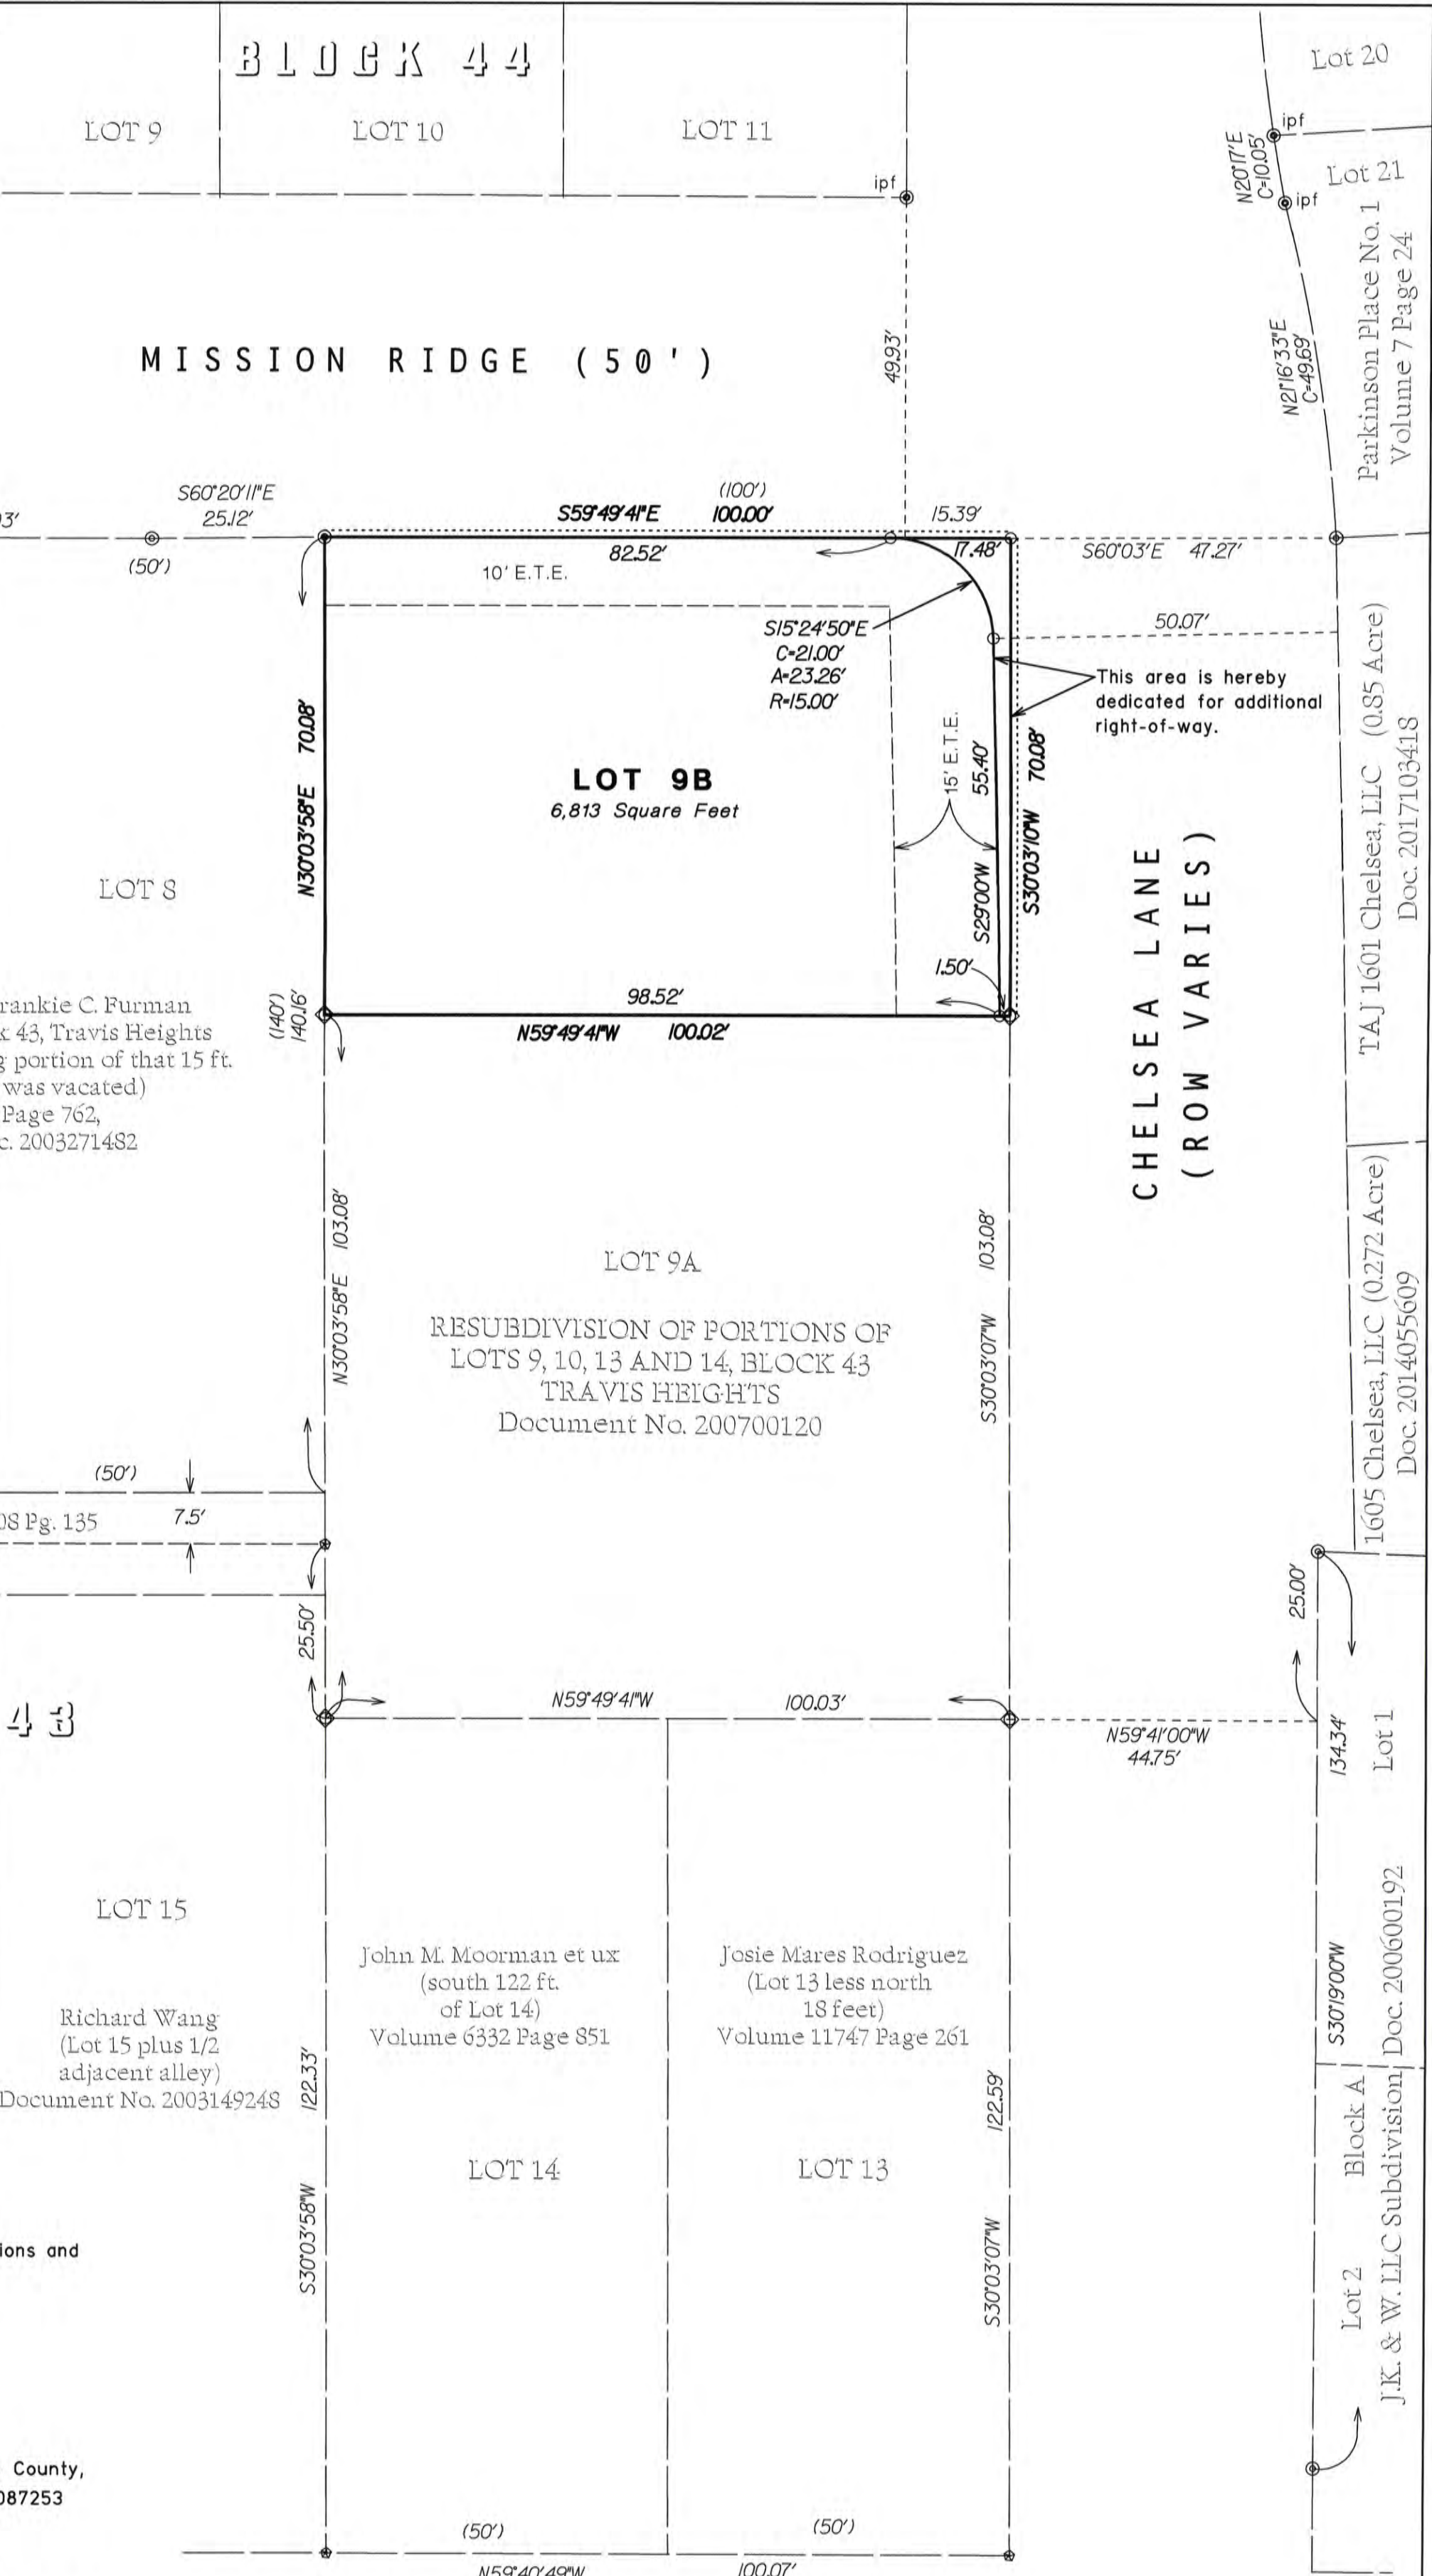 BLOCK 44
LOT 9
LOT 10
LOT 11
Lot 20
ipf
N20°17'E
C=10.05'
Lot 21
ipf
ipf
Parkinson Place No. 1
Volume 7 Page 24
N21°16'33"E
C=49.69'
49.93'
MISSION RIDGE (50')
S60°20'11"E
25.12'
(50')
(100')
S59°49'41"E 100.00'
15.39'
82.52'
17.48'
S60°03'E 47.27'
10' E.T.E.
S15°24'50"E
C=21.00'
A=23.26'
R=15.00'
50.07'
This area is hereby
dedicated for additional
right-of-way.
N30°03'58"E 70.08'
LOT 9B
6,813 Square Feet
15' E.T.E.
55.40'
S29°00'W
S30°03'10"W 70.08'
TAJ 1601 Chelsea, LLC (0.85 Acre)
Doc. 2017103418
CHELSEA LANE
(ROW VARIES)
LOT 8
1.50'
98.52'
N59°49'41"W 100.02'
(140')
140.16'
rankie C. Furman
k 43, Travis Heights
g portion of that 15 ft.
was vacated)
Page 762,
c. 2003271482
N30°03'58"E 103.08'
LOT 9A
RESUBDIVISION OF PORTIONS OF
LOTS 9, 10, 13 AND 14, BLOCK 43
TRAVIS HEIGHTS
Document No. 200700120
S30°03'07"W 103.08'
1605 Chelsea, LLC (0.272 Acre)
Doc. 2014055609
(50')
08 Pg. 135
7.5'
25.50'
25.00'
43
N59°49'41"W 100.03'
N59°41'00"W
44.75'
134.34'
Lot 1
LOT 15
Richard Wang
(Lot 15 plus 1/2
adjacent alley)
Document No. 2003149248
John M. Moorman et ux
(south 122 ft.
of Lot 14)
Volume 6332 Page 851
Josie Mares Rodriguez
(Lot 13 less north
18 feet)
Volume 11747 Page 261
S30°19'00"W
Doc. 200600192
122.33'
122.59'
LOT 14
LOT 13
Block A
Lot 2
J.K. & W. LLC Subdivision
S30°03'58"W
S30°03'07"W
ions and
County,
087253
(50')
(50')
N59°40'49"W 100.07'